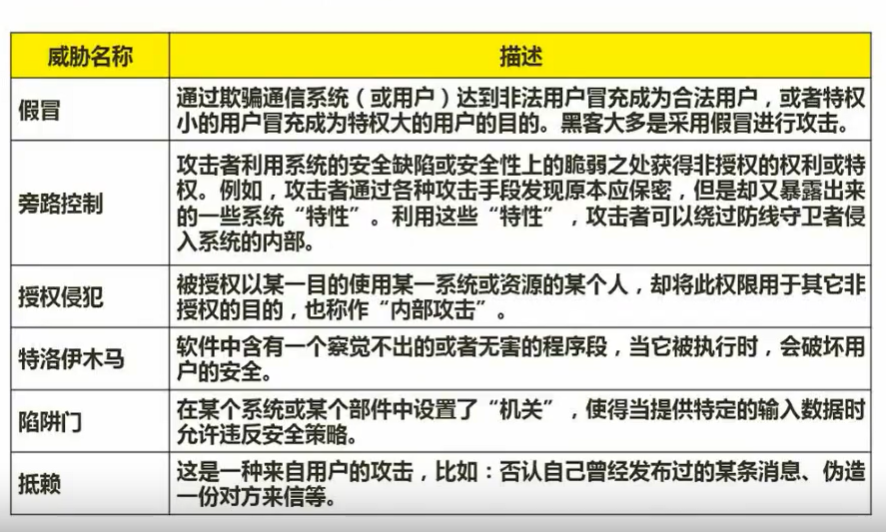 威胁名称
描述
假冒
通过欺骗通信系统（或用户）达到非法用户冒充成为合法用户，或者特权
小的用户冒充成为特权大的用户的目的。黑客大多是采用假冒进行攻击。
旁路控制
攻击者利用系统的安全缺陷或安全性上的脆弱之处获得非授权的权利或特
权。例如，攻击者通过各种攻击手段发现原本应保密，但是却又暴露出来
的一些系统“特性”。利用这些“特性”，攻击者可以绕过防线守卫者侵
入系统的内部。
授权侵犯
被授权以某一目的使用某一系统或资源的某个人，却将此权限用于其它非
授权的目的，也称作“内部攻击”。
特洛伊木马
软件中含有一个察觉不出的或者无害的程序段，当它被执行时，会破坏用
户的安全。
陷阱门
在某个系统或某个部件中设置了“机关”，使得当提供特定的输入数据时
允许违反安全策略。
抵赖
这是一种来自用户的攻击，比如：否认自己曾经发布过的某条消息、伪造
一份对方来信等。